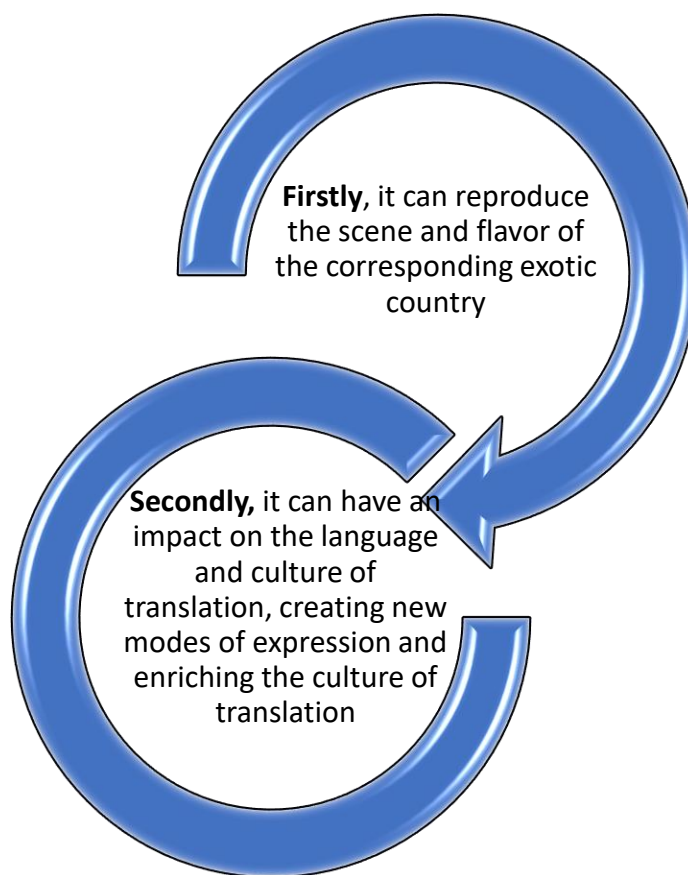 Firstly, it can reproduce
the scene and flavor of
the corresponding exotic
country
Secondly, it can have an
impact on the language
and culture of
translation, creating new
modes of expression and
enriching the culture of
translation